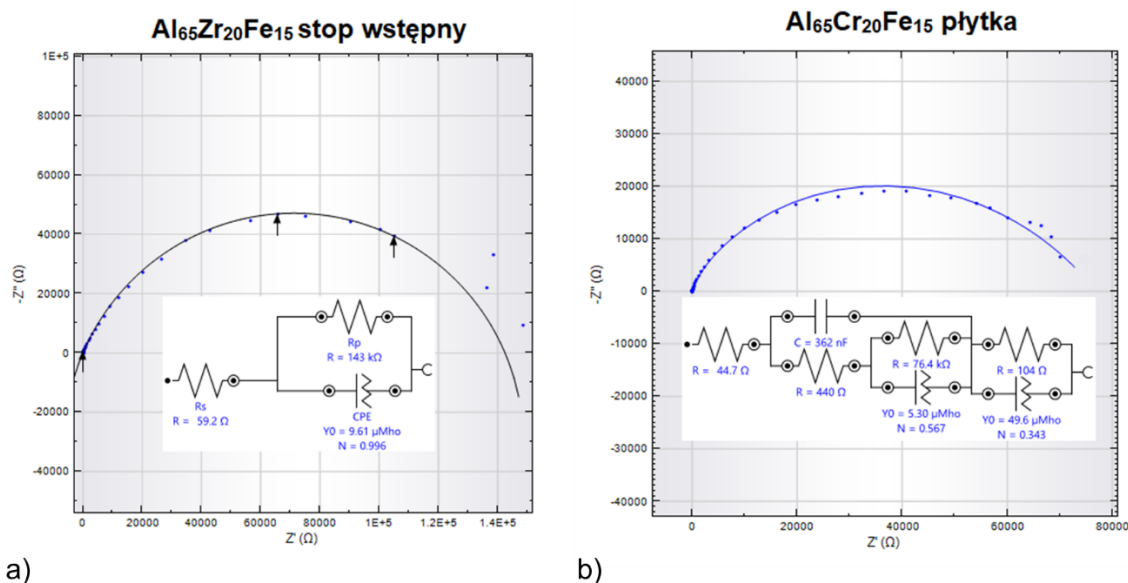 Al₆₅Zr₂₀Fe₁₅ stop wstępny
1E+5
80000
60000
40000
20000
0
-20000
-40000
-Z'' (Ω)
0
20000
40000
60000
80000
1E+5
1.2E+5
1.4E+5
Z' (Ω)
Rs
R = 59.2 Ω
Rp
R = 143 kΩ
CPE
Y0 = 9.61 µMho
N = 0.996
a)
Al₆₅Cr₂₀Fe₁₅ płytka
40000
30000
20000
10000
0
-10000
-20000
-30000
-40000
-Z'' (Ω)
0
20000
40000
60000
80000
Z' (Ω)
R = 44.7 Ω
C = 362 nF
R = 440 Ω
R = 76.4 kΩ
Y0 = 5.30 µMho
N = 0.567
R = 104 Ω
Y0 = 49.6 µMho
N = 0.343
b)